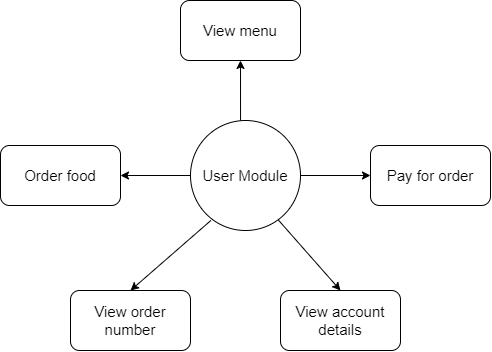 View menu
Order food
User Module
Pay for order
View order
number
View account
details